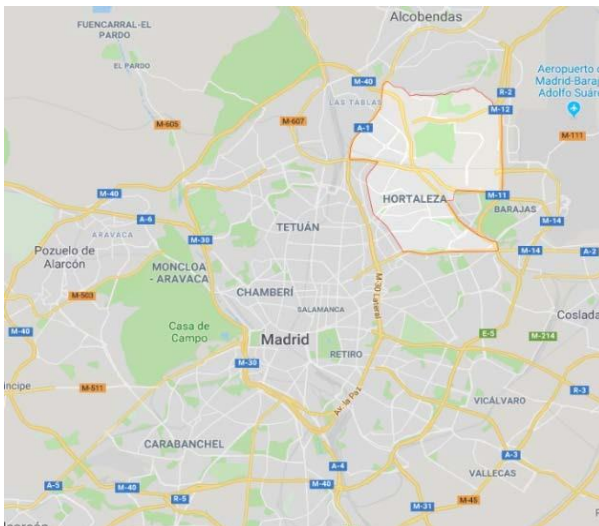 FUENCARRAL-EL
PARDO
Alcobendas
EL PARDO
M-40
R-2
Aeropuerto
Madrid-Baraj
Adolfo Suár
LAS TABLAS
M-12
M-605
M-607
A-1
M-111
M-40
HORTALEZA
M-11
BARAJAS
A-6
M-14
ARAVACA
TETUÁN
M-30
Pozuelo de
Alarcón
M-14
A-2
MONCLOA
- ARAVACA
M-30 Lateral
CHAMBERÍ
M-503
SALAMANCA
Coslada
M-40
Casa de
Campo
E-5
M-214
Madrid
RETIRO
M-30
íncipe
M-511
R-3
Av. la Paz
VICÁLVARO
CARABANCHEL
A-3
A-4
VALLECAS
A-5
M-40
M-40
R-5
M-45
M-31